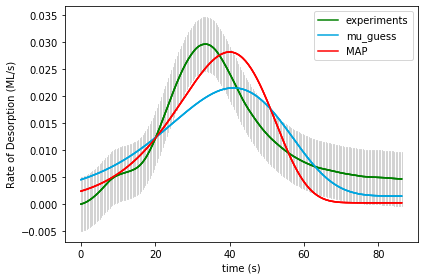 experiments
mu_guess
MAP
0.035
0.030
0.025
0.020
0.015
0.010
0.005
0.000
−0.005
Rate of Desorption (ML/s)
0 20 40 60 80
time (s)